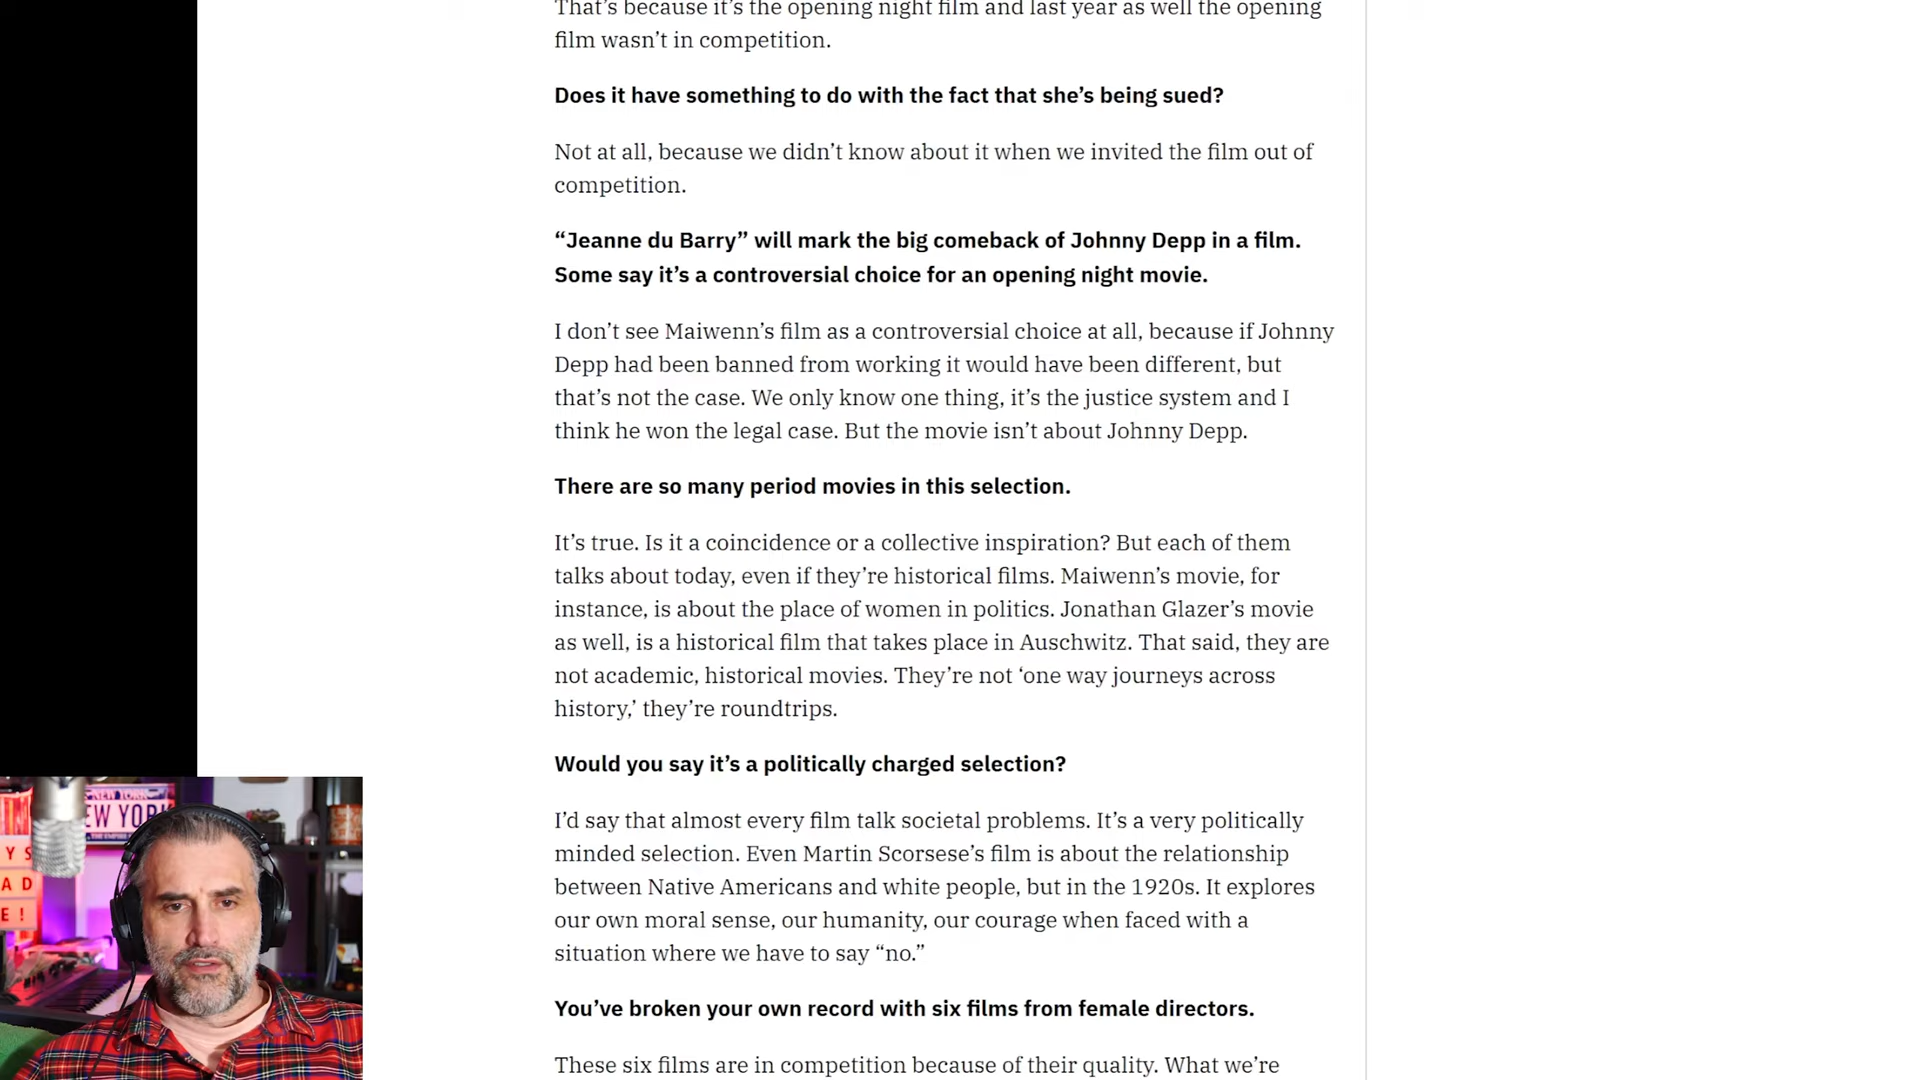 That’s because it’s the opening night film and last year as well the opening
film wasn’t in competition.
Does it have something to do with the fact that she’s being sued?
Not at all, because we didn’t know about it when we invited the film out of
competition.
“Jeanne du Barry” will mark the big comeback of Johnny Depp in a film.
Some say it’s a controversial choice for an opening night movie.
I don’t see Maiwenn’s film as a controversial choice at all, because if Johnny
Depp had been banned from working it would have been different, but
that’s not the case. We only know one thing, it’s the justice system and I
think he won the legal case. But the movie isn’t about Johnny Depp.
There are so many period movies in this selection.
It’s true. Is it a coincidence or a collective inspiration? But each of them
talks about today, even if they’re historical films. Maiwenn’s movie, for
instance, is about the place of women in politics. Jonathan Glazer’s movie
as well, is a historical film that takes place in Auschwitz. That said, they are
not academic, historical movies. They’re not ‘one way journeys across
history,’ they’re roundtrips.
Would you say it’s a politically charged selection?
I’d say that almost every film talk societal problems. It’s a very politically
minded selection. Even Martin Scorsese’s film is about the relationship
between Native Americans and white people, but in the 1920s. It explores
our own moral sense, our humanity, our courage when faced with a
situation where we have to say “no.”
You’ve broken your own record with six films from female directors.
These six films are in competition because of their quality. What we’re
NEW YORK
EW YOR
YS
AD
E!